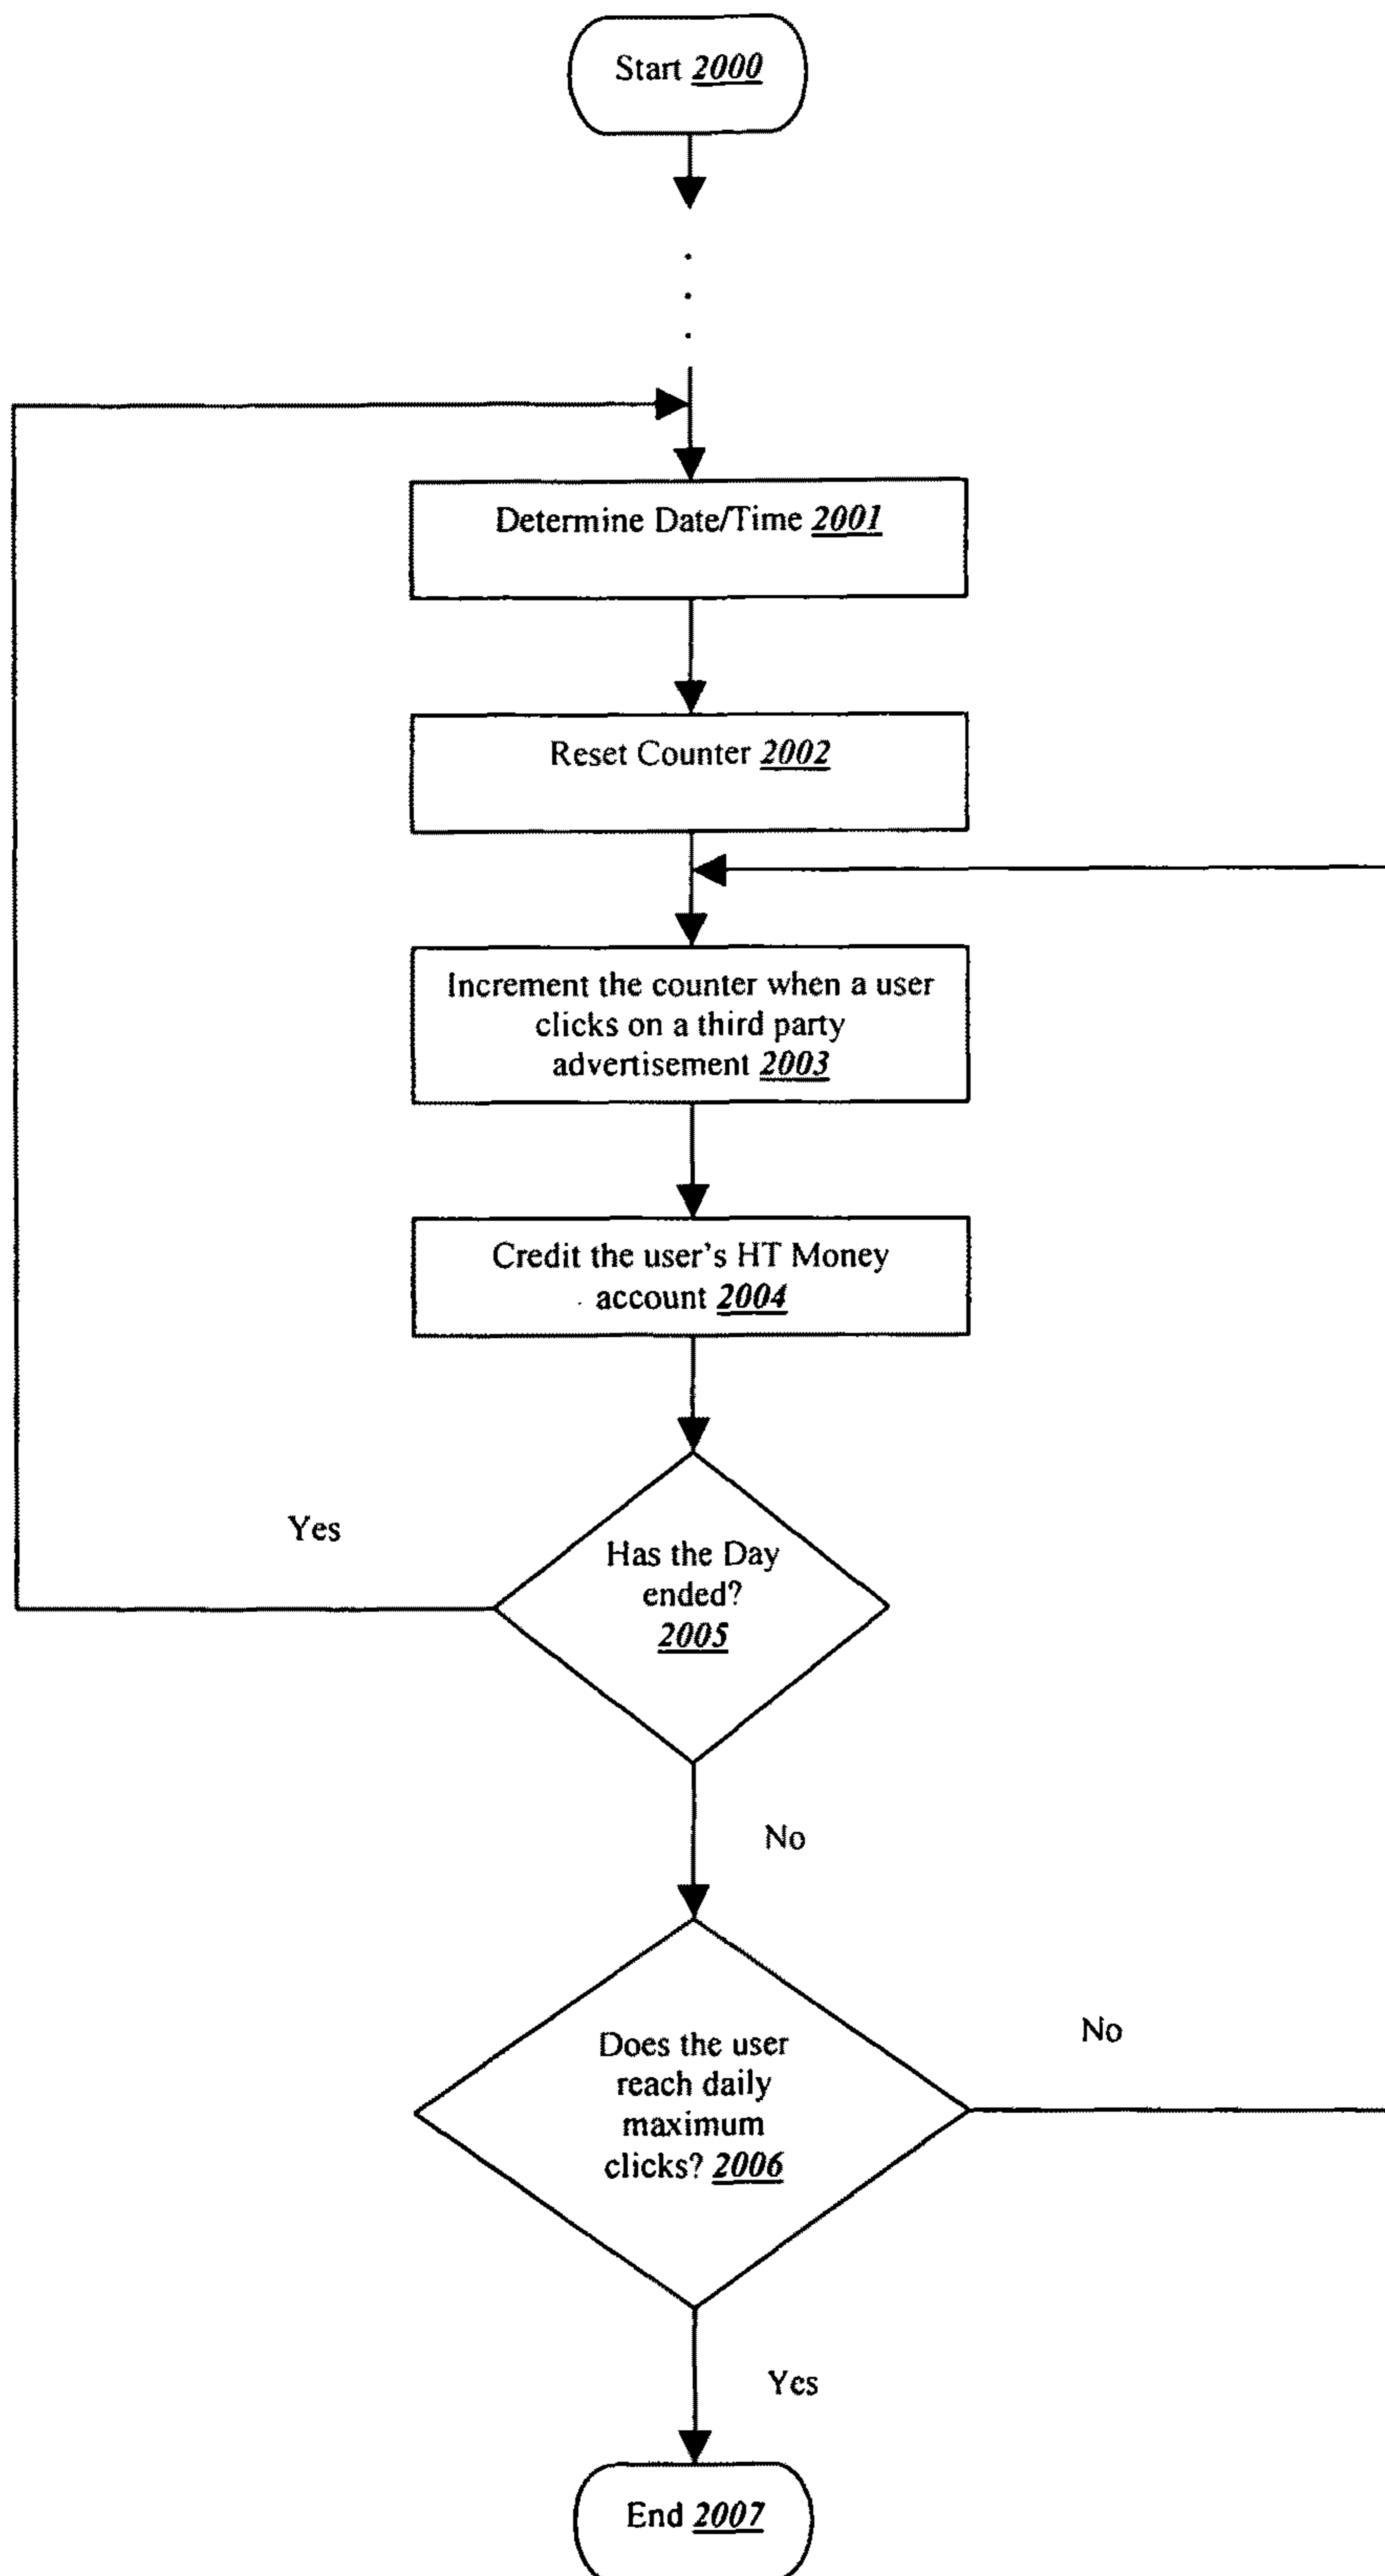 Start 2000
Determine Date/Time 2001
Reset Counter 2002
Increment the counter when a user
clicks on a third party
advertisement 2003
Credit the user's HT Money
account 2004
Yes
Has the Day
ended?
2005
No
Does the user
reach daily
maximum
clicks? 2006
No
Yes
End 2007